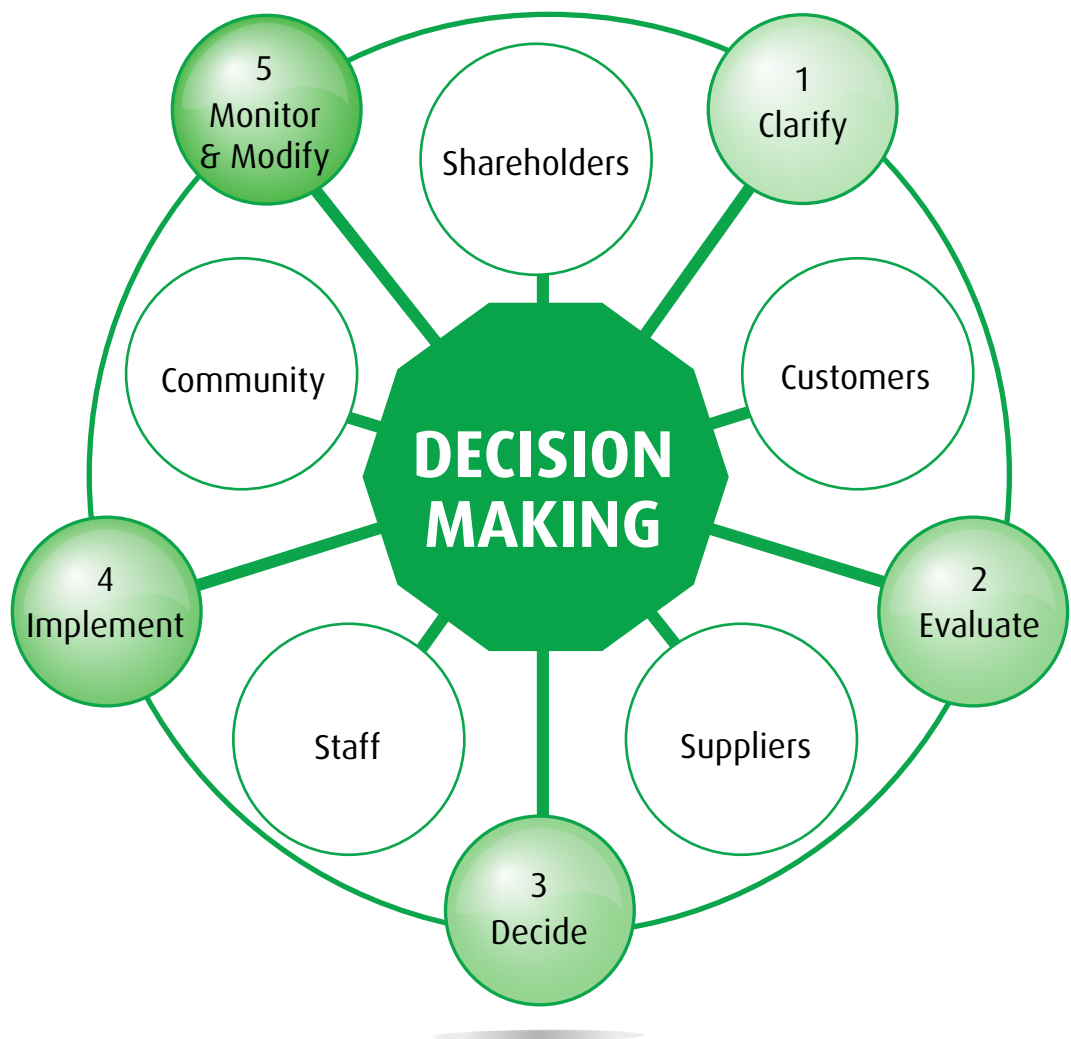 5
Monitor
& Modify
1
Clarify
Shareholders
Community
Customers
DECISION
MAKING
4
Implement
2
Evaluate
Staff
Suppliers
3
Decide